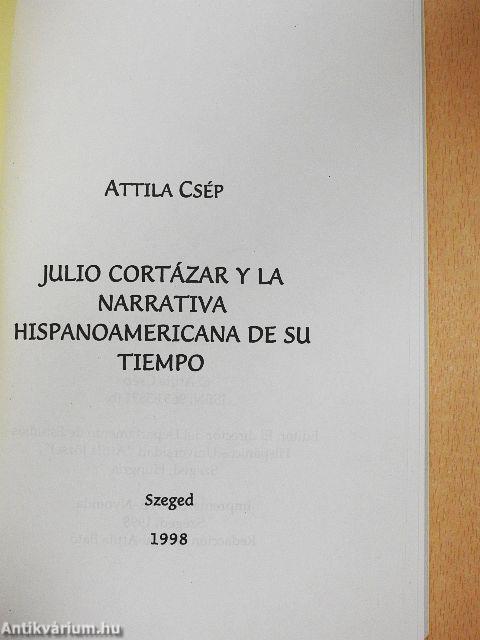 ATTILA CSÉP
JULIO CORTÁZAR Y LA
NARRATIVA
HISPANOAMERICANA DE SU
TIEMPO
Szeged
1998
Antikvárium.hu